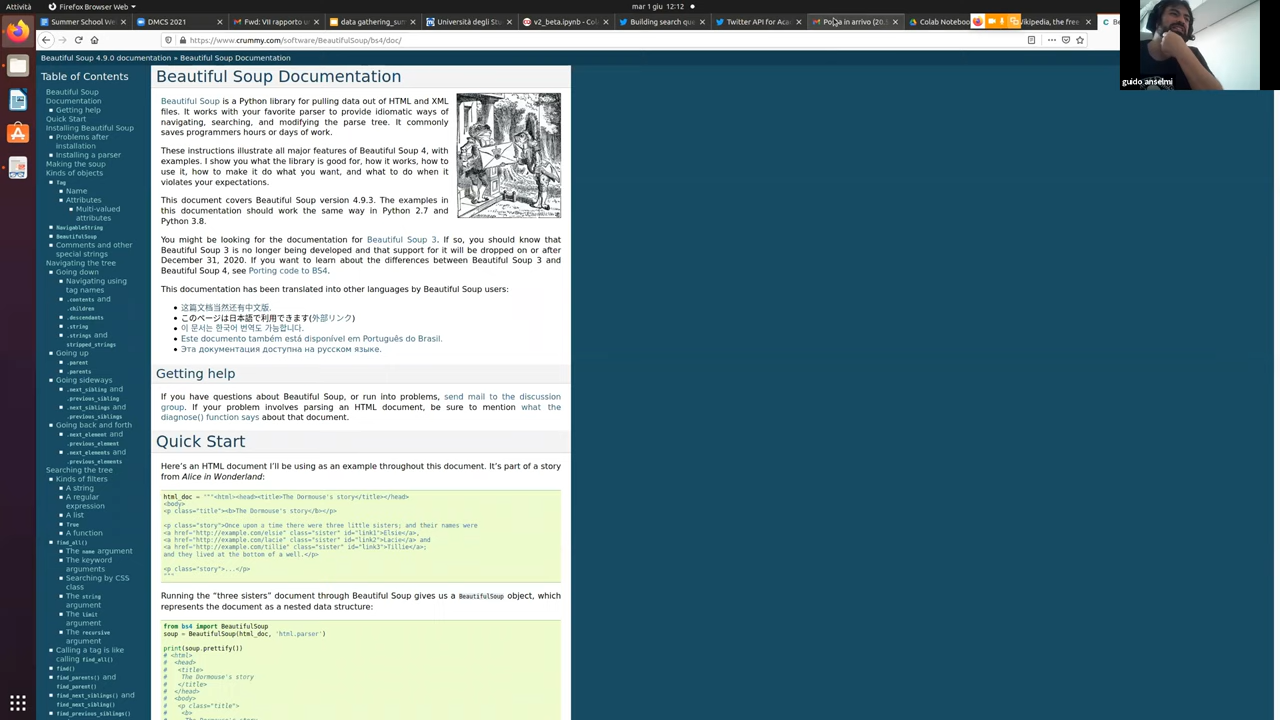 Attività
Firefox Browser Web
mar 1 giu 12:12
Summer School We
DMCS 2021
Fwd: VII rapporto u
data gathering_sum
Università degli Stu
v2_beta.ipynb - Col
Building search que
Twitter API for Aca
Posta in arrivo (20.
Colab Noteboo
ikipedia, the free
Be
https://www.crummy.com/software/BeautifulSoup/bs4/doc/
guido anselmi
Beautiful Soup 4.9.0 documentation » Beautiful Soup Documentation
Table of Contents
Beautiful Soup
Documentation
Getting help
Quick Start
Installing Beautiful Soup
Problems after
installation
Installing a parser
Making the soup
Kinds of objects
Tag
Name
Attributes
Multi-valued
attributes
NavigableString
BeautifulSoup
Comments and other
special strings
Navigating the tree
Going down
Navigating using
tag names
.contents and
.children
.descendants
.string
.strings and
stripped_strings
Going up
.parent
.parents
Going sideways
.next_sibling and
.previous_sibling
.next_siblings and
.previous_siblings
Going back and forth
.next_element and
.previous_element
.next_elements and
.previous_elements
Searching the tree
Kinds of filters
A string
A regular
expression
A list
True
A function
find_all()
The name argument
The keyword
arguments
Searching by CSS
class
The string
argument
The limit
argument
The recursive
argument
Calling a tag is like
calling find_all()
find()
find_parents() and
find_parent()
find_next_siblings() and
find_next_sibling()
find_previous_siblings()
Beautiful Soup Documentation
Beautiful Soup is a Python library for pulling data out of HTML and XML
files. It works with your favorite parser to provide idiomatic ways of
navigating, searching, and modifying the parse tree. It commonly
saves programmers hours or days of work.
These instructions illustrate all major features of Beautiful Soup 4, with
examples. I show you what the library is good for, how it works, how to
use it, how to make it do what you want, and what to do when it
violates your expectations.
This document covers Beautiful Soup version 4.9.3. The examples in
this documentation should work the same way in Python 2.7 and
Python 3.8.
You might be looking for the documentation for Beautiful Soup 3. If so, you should know that
Beautiful Soup 3 is no longer being developed and that support for it will be dropped on or after
December 31, 2020. If you want to learn about the differences between Beautiful Soup 3 and
Beautiful Soup 4, see Porting code to BS4.
This documentation has been translated into other languages by Beautiful Soup users:
这篇文档当然还有中文版.
このページは日本語で利用できます(外部リンク)
이 문서는 한국어 번역도 가능합니다.
Este documento também está disponível em Português do Brasil.
Эта документация доступна на русском языке.
Getting help
If you have questions about Beautiful Soup, or run into problems, send mail to the discussion
group. If your problem involves parsing an HTML document, be sure to mention what the
diagnose() function says about that document.
Quick Start
Here's an HTML document I'll be using as an example throughout this document. It's part of a story
from Alice in Wonderland:
html_doc = """<html><head><title>The Dormouse's story</title></head>
<body>
<p class="title"><b>The Dormouse's story</b></p>
<p class="story">Once upon a time there were three little sisters; and their names were
<a href="http://example.com/elsie" class="sister" id="link1">Elsie</a>,
<a href="http://example.com/lacie" class="sister" id="link2">Lacie</a> and
<a href="http://example.com/tillie" class="sister" id="link3">Tillie</a>;
and they lived at the bottom of a well.</p>
<p class="story">...</p>
"""
Running the “three sisters” document through Beautiful Soup gives us a BeautifulSoup object, which
represents the document as a nested data structure:
from bs4 import BeautifulSoup
soup = BeautifulSoup(html_doc, 'html.parser')
print(soup.prettify())
# <html>
#  <head>
#   <title>
#    The Dormouse's story
#   </title>
#  </head>
#  <body>
#   <p class="title">
#    <b>